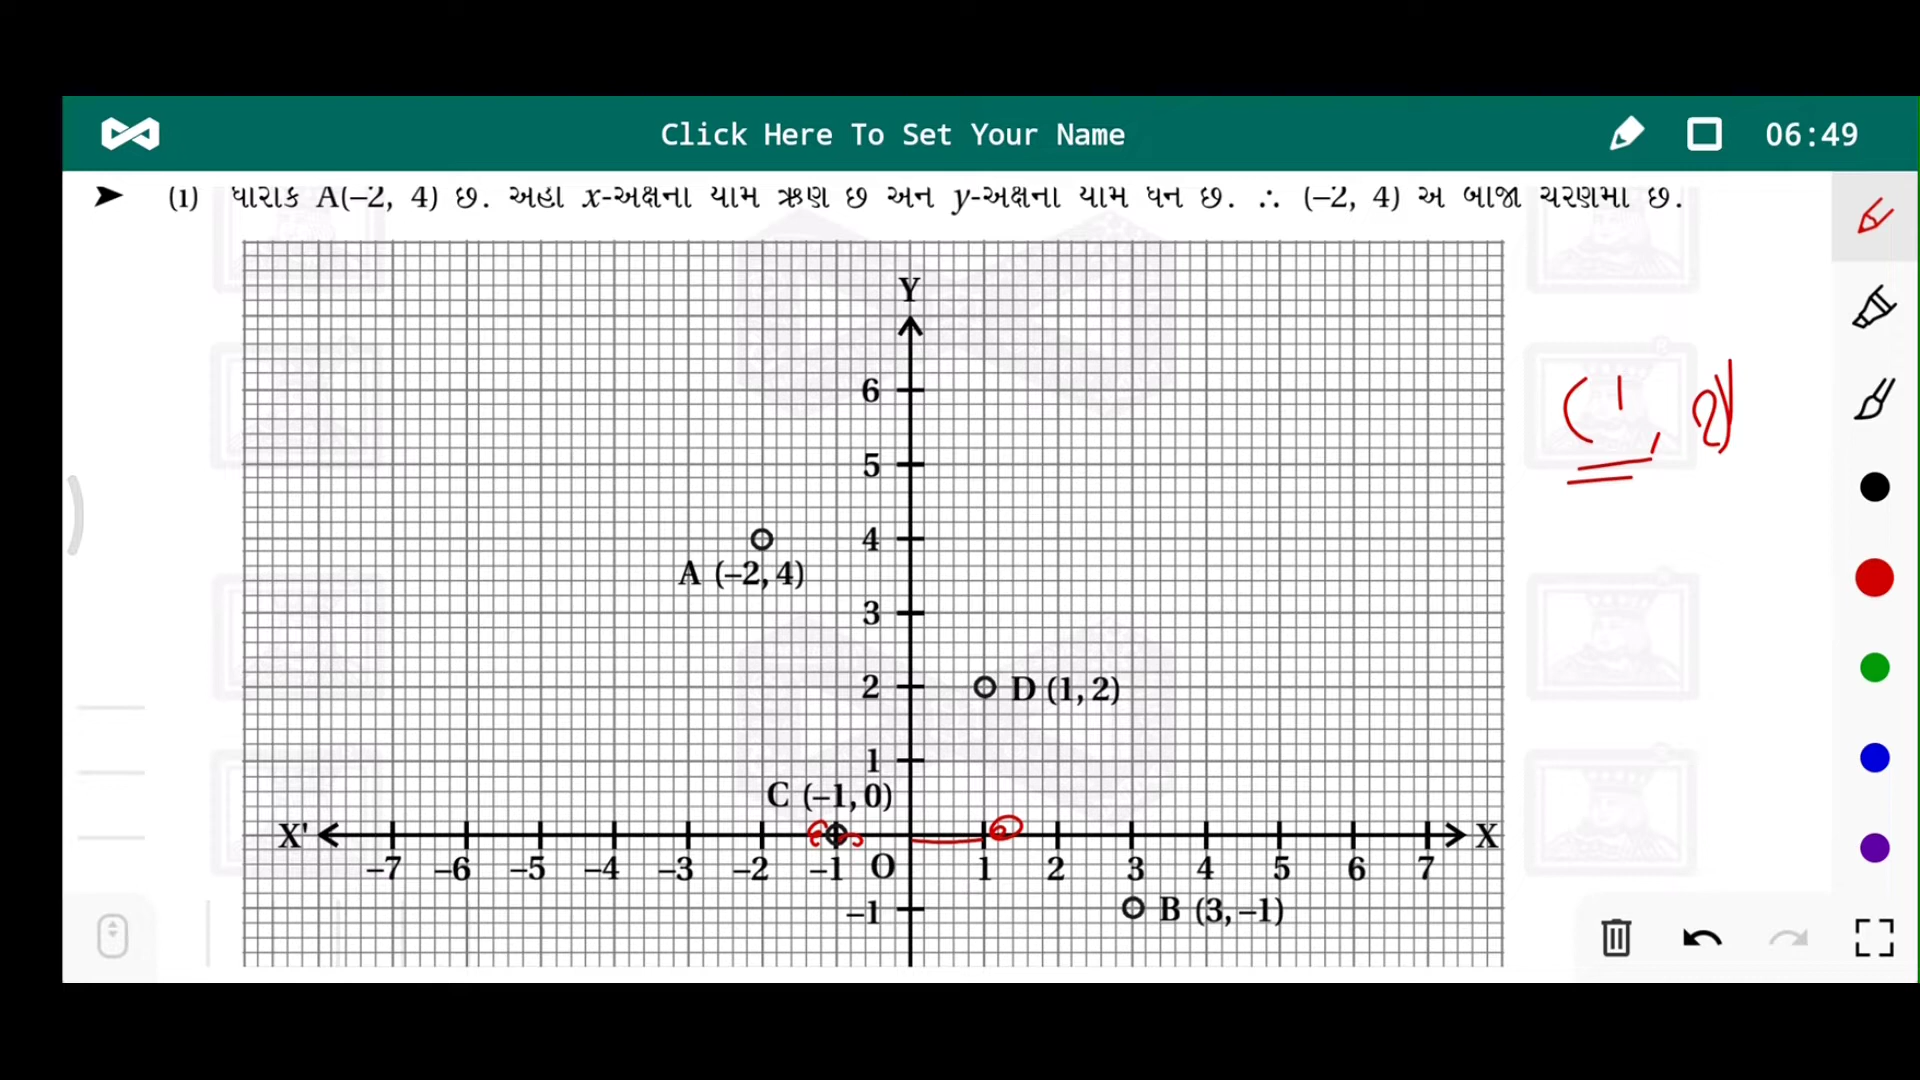 Click Here To Set Your Name
06:49
➤ (i) ધારોકે A(–2, 4) છે. અહીં x-અક્ષનો યામ ઋણ છે અને y-અક્ષનો યામ ધન છે. ∴ (–2, 4) એ બીજા ચરણમાં છે.
Y
6
(1, 2)
5
4
A (–2, 4)
3
2
D (1, 2)
1
C (–1, 0)
X' X
–7 –6 –5 –4 –3 –2 –1 O 1 2 3 4 5 6 7
–1
B (3, –1)